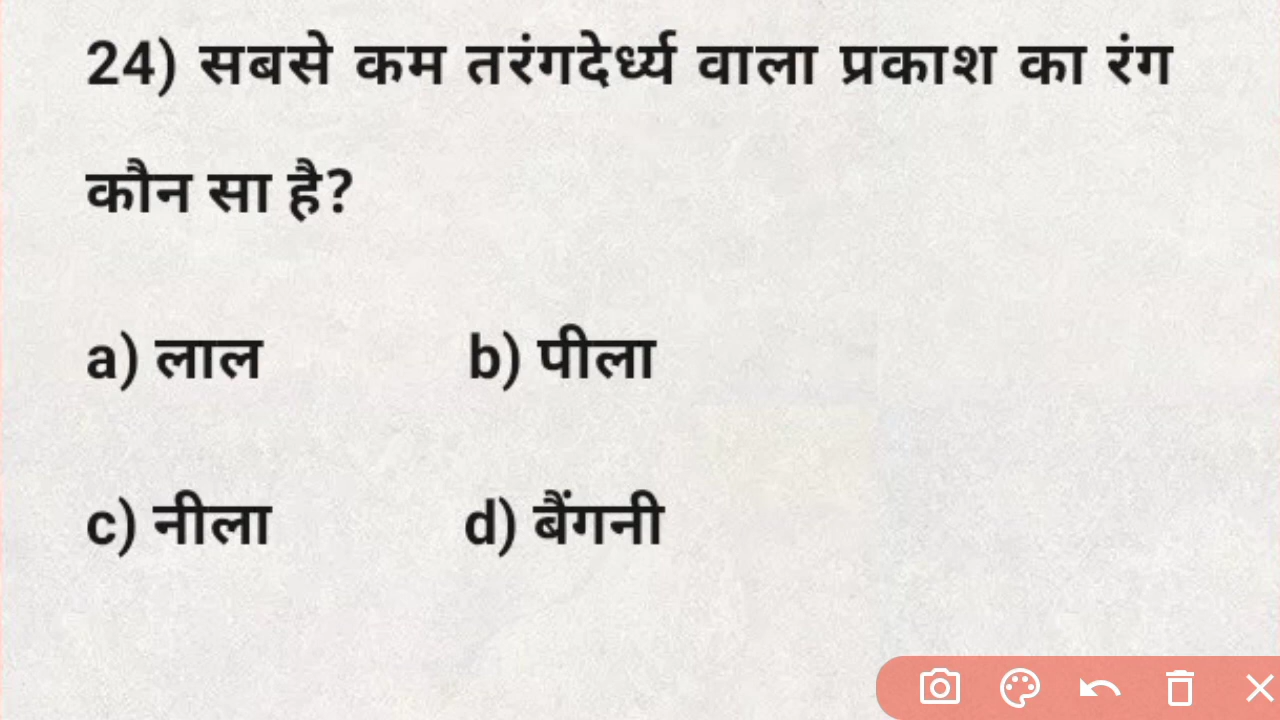 24) सबसे कम तरंगदेर्ध्य वाला प्रकाश का रंग
कौन सा है?
a) लाल b) पीला
c) नीला d) बैंगनी